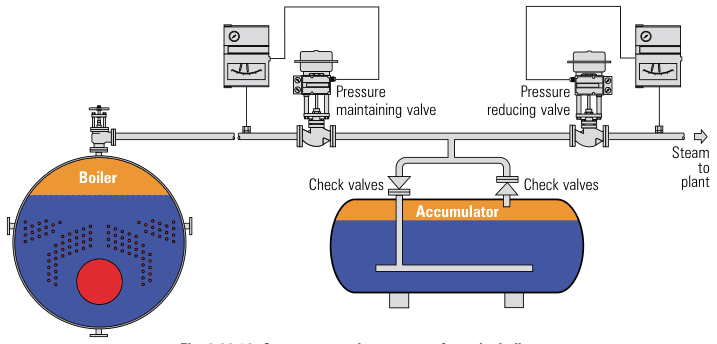 Pressure
maintaining valve
Pressure
reducing valve
Steam
to
plant
Boiler
Check valves
Check valves
Accumulator